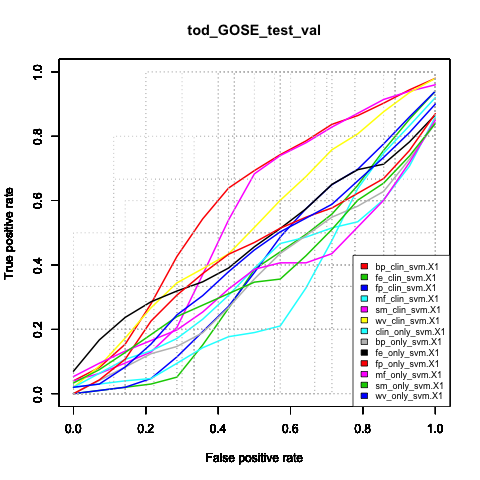 tod_GOSE_test_val
True positive rate
1.0
0.8
0.6
0.4
0.2
0.0
bp_clin_svm.X1
fe_clin_svm.X1
fp_clin_svm.X1
mf_clin_svm.X1
sm_clin_svm.X1
wv_clin_svm.X1
clin_only_svm.X1
bp_only_svm.X1
fe_only_svm.X1
fp_only_svm.X1
mf_only_svm.X1
sm_only_svm.X1
wv_only_svm.X1
0.0 0.2 0.4 0.6 0.8 1.0
False positive rate